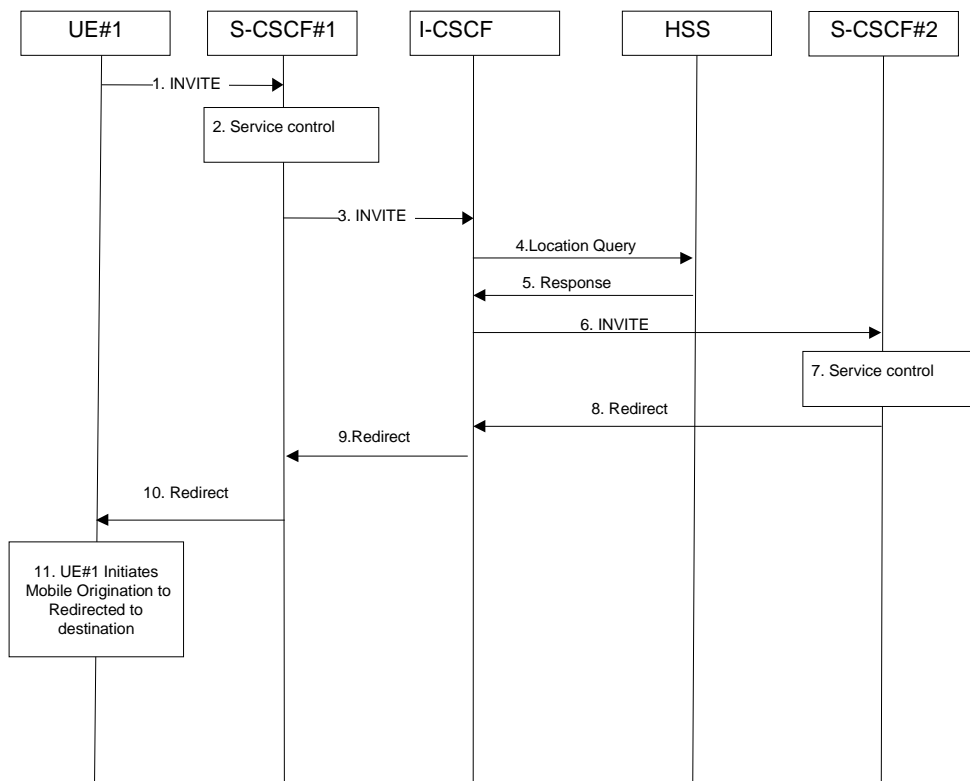 UE#1
S-CSCF#1
I-CSCF
HSS
S-CSCF#2
1. INVITE
2. Service control
3. INVITE
4.Location Query
5. Response
6. INVITE
7. Service control
8. Redirect
9.Redirect
10. Redirect
11. UE#1 Initiates
Mobile Origination to
Redirected to
destination